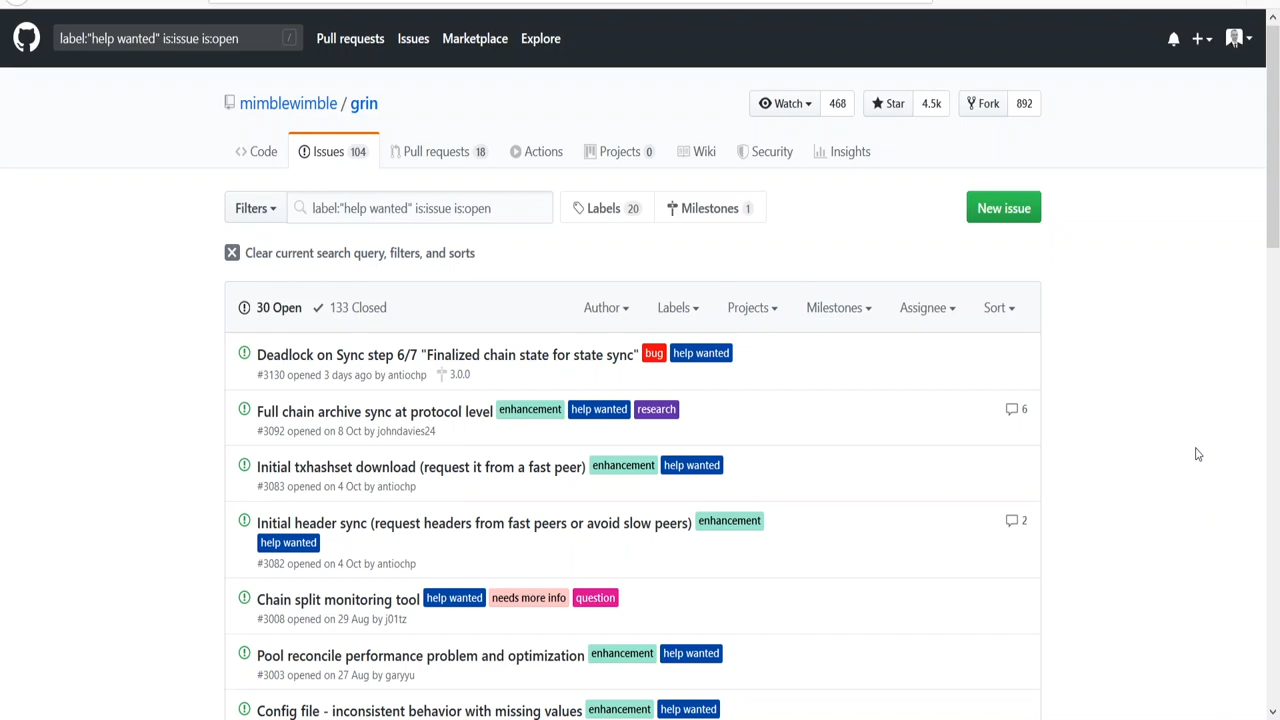 label:"help wanted" is:issue is:open / Pull requests Issues Marketplace Explore
mimblewimble / grin Watch 468 Star 4.5k Fork 892
Code Issues 104 Pull requests 18 Actions Projects 0 Wiki Security Insights
Filters label:"help wanted" is:issue is:open Labels 20 Milestones 1 New issue
Clear current search query, filters, and sorts
30 Open 133 Closed Author Labels Projects Milestones Assignee Sort
Deadlock on Sync step 6/7 "Finalized chain state for state sync" bug help wanted
#3130 opened 3 days ago by antiochp 3.0.0
Full chain archive sync at protocol level enhancement help wanted research 6
#3092 opened on 8 Oct by johndavies24
Initial txhashset download (request it from a fast peer) enhancement help wanted
#3083 opened on 4 Oct by antiochp
Initial header sync (request headers from fast peers or avoid slow peers) enhancement 2
help wanted
#3082 opened on 4 Oct by antiochp
Chain split monitoring tool help wanted needs more info question
#3008 opened on 29 Aug by j01tz
Pool reconcile performance problem and optimization enhancement help wanted
#3003 opened on 27 Aug by garyyu
Config file - inconsistent behavior with missing values enhancement help wanted